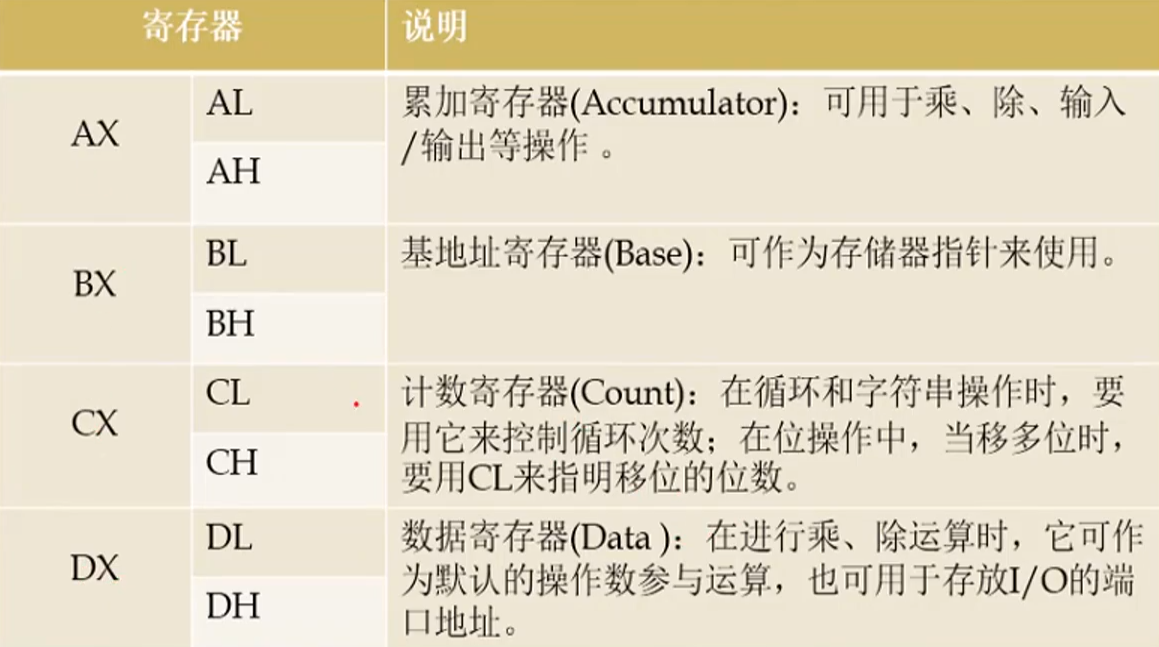 寄存器 说明
AX
AL
AH
累加寄存器(Accumulator)：可用于乘、除、输入
/输出等操作 。
BX
BL
BH
基地址寄存器(Base)：可作为存储器指针来使用。
CX
CL
CH
计数寄存器(Count)：在循环和字符串操作时，要
用它来控制循环次数；在位操作中，当移多位时，
要用CL来指明移位的位数。
DX
DL
DH
数据寄存器(Data )：在进行乘、除运算时，它可作
为默认的操作数参与运算，也可用于存放I/O的端
口地址。